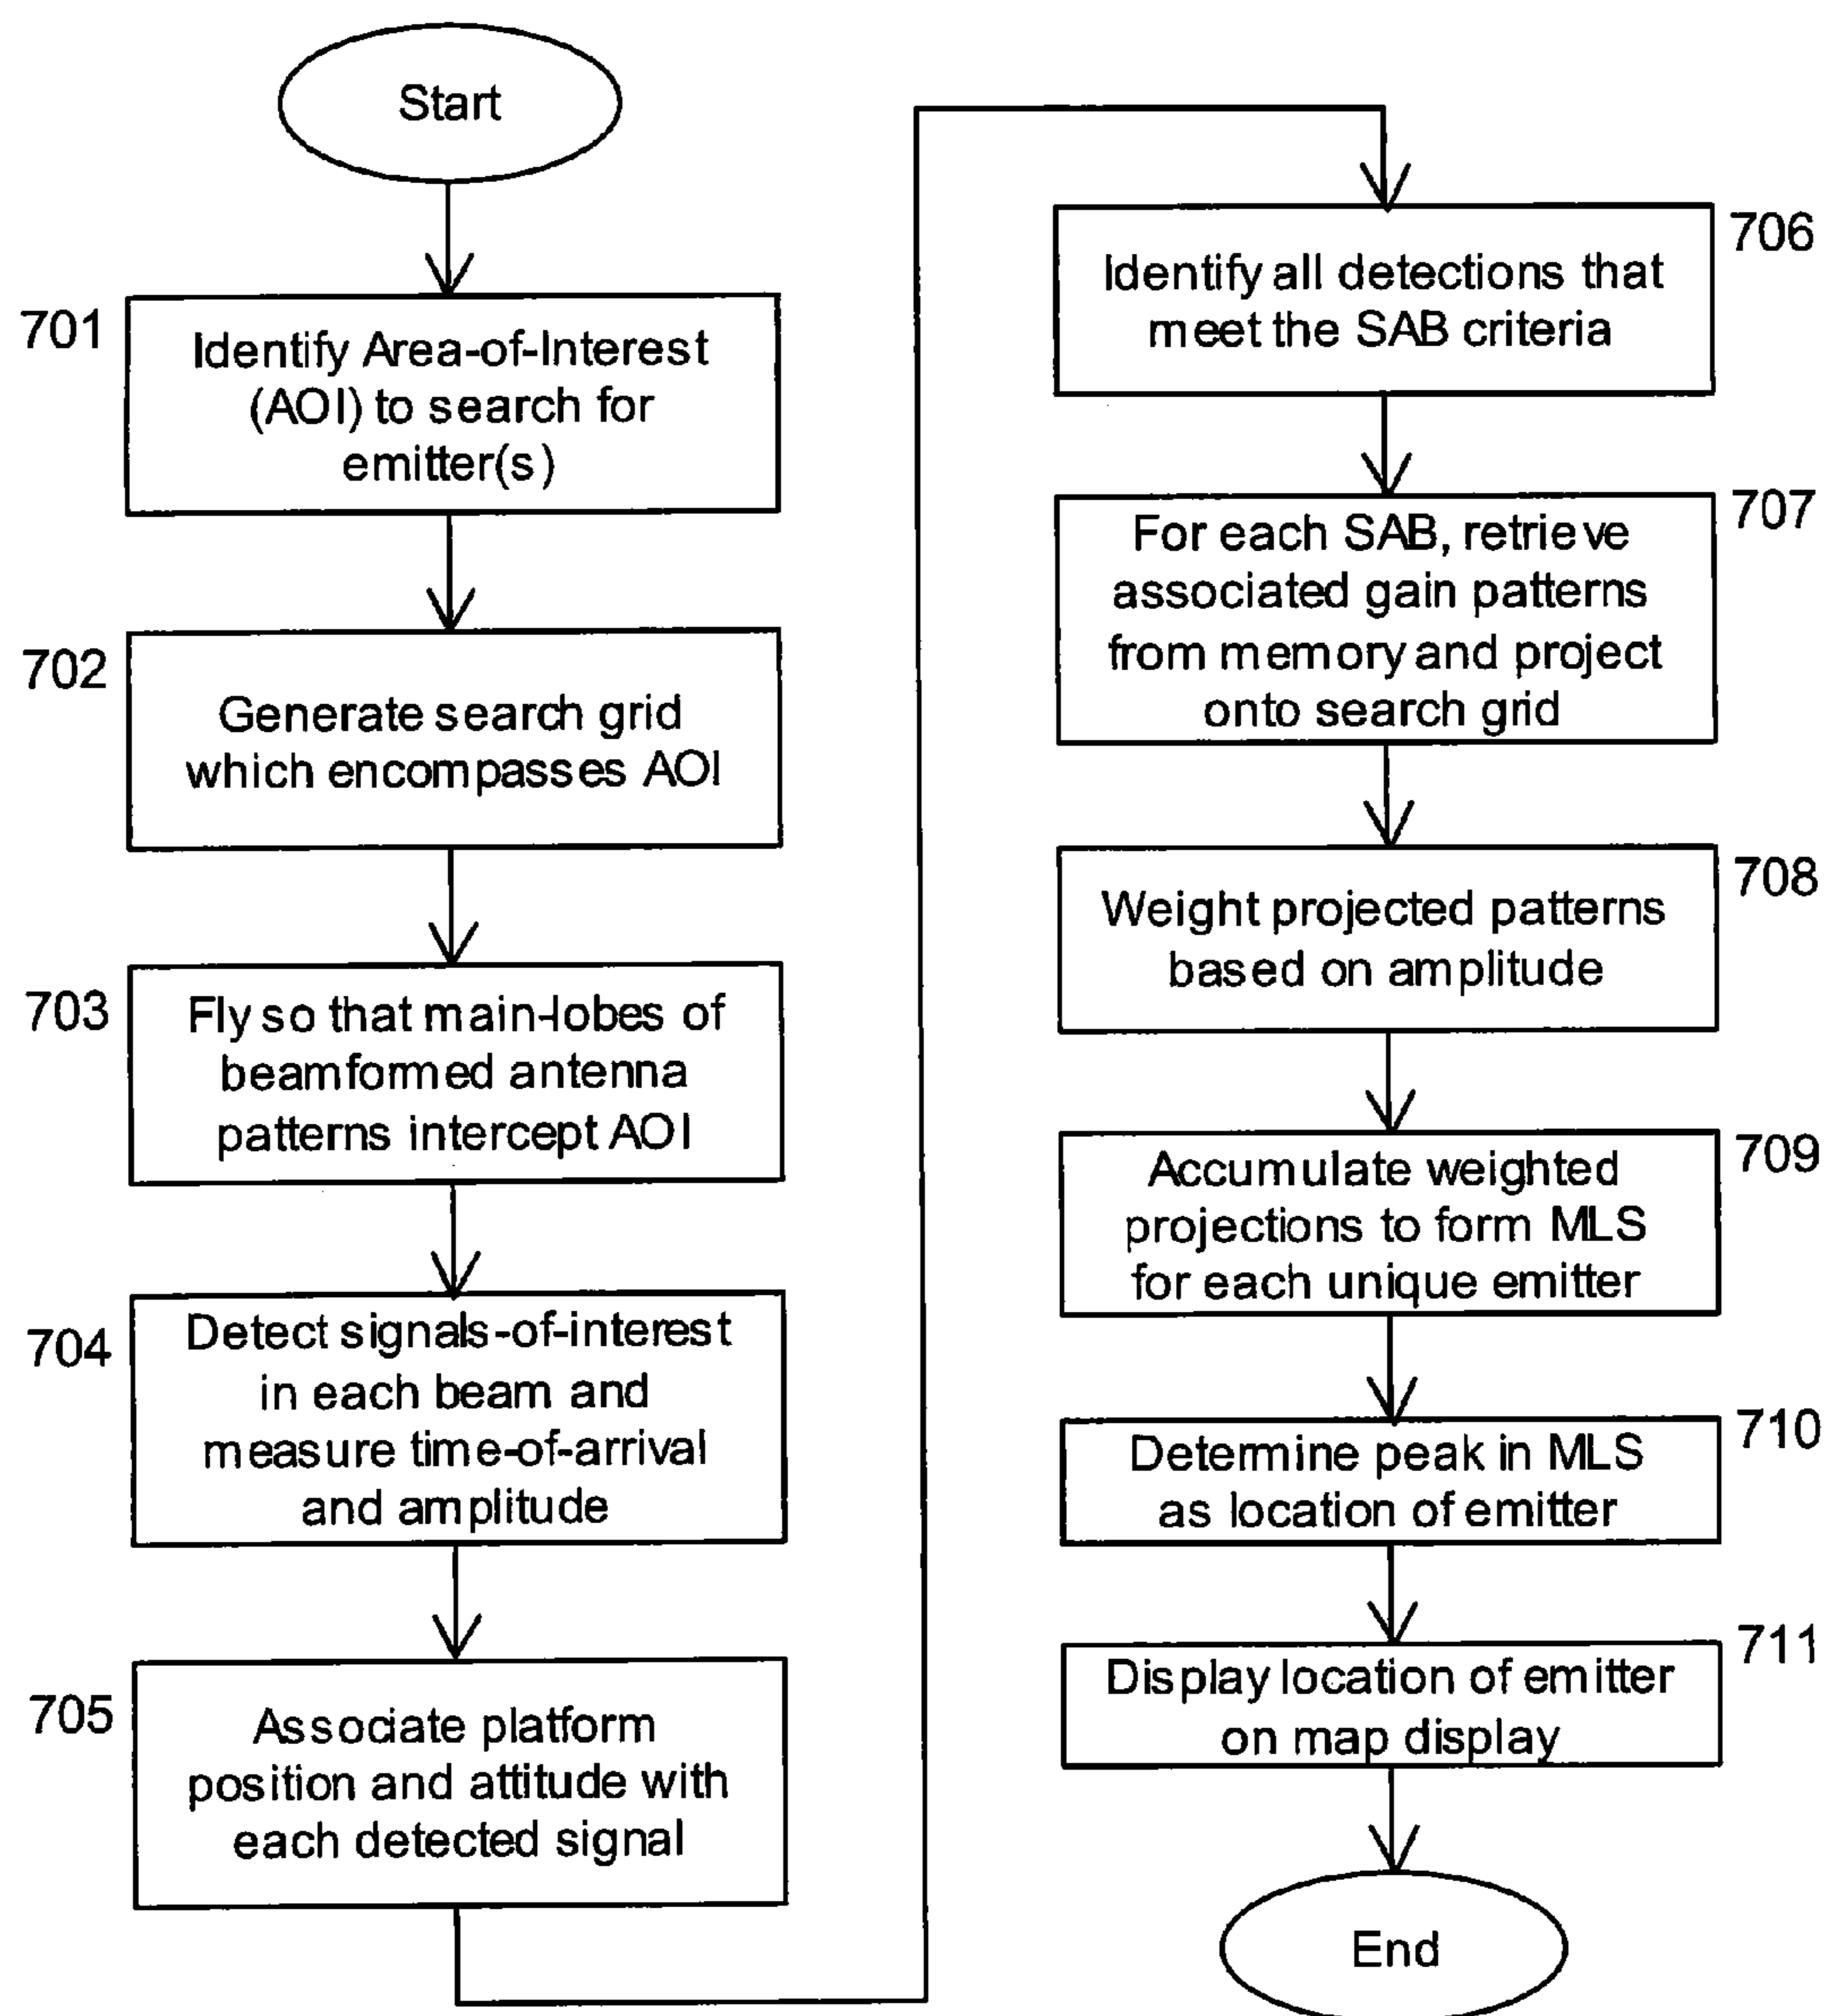 Start
701
Identify Area-of-Interest
(AOI) to search for
emitter(s)
702
Generate search grid
which encompasses AOI
703
Fly so that main-lobes of
beamformed antenna
patterns intercept AOI
704
Detect signals-of-interest
in each beam and
measure time-of-arrival
and amplitude
705
Associate platform
position and attitude with
each detected signal
706
Identify all detections that
meet the SAB criteria
707
For each SAB, retrieve
associated gain patterns
from memory and project
onto search grid
708
Weight projected patterns
based on amplitude
709
Accumulate weighted
projections to form MLS
for each unique emitter
710
Determine peak in MLS
as location of emitter
711
Display location of emitter
on map display
End